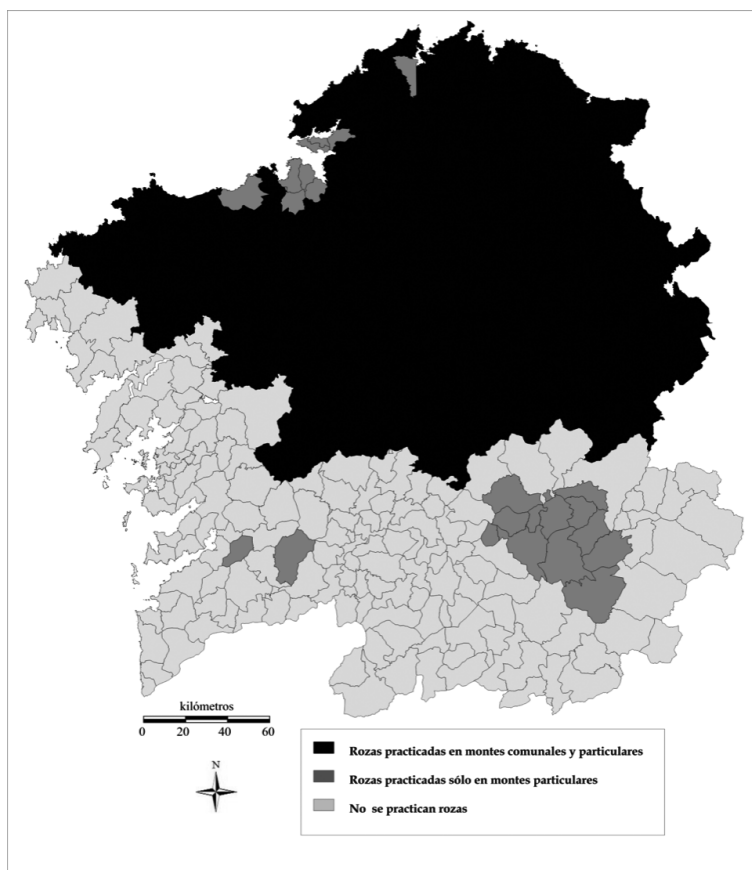 kilómetros
0 20 40 60
N
Rozas practicadas en montes comunales y particulares
Rozas practicadas sólo en montes particulares
No se practican rozas